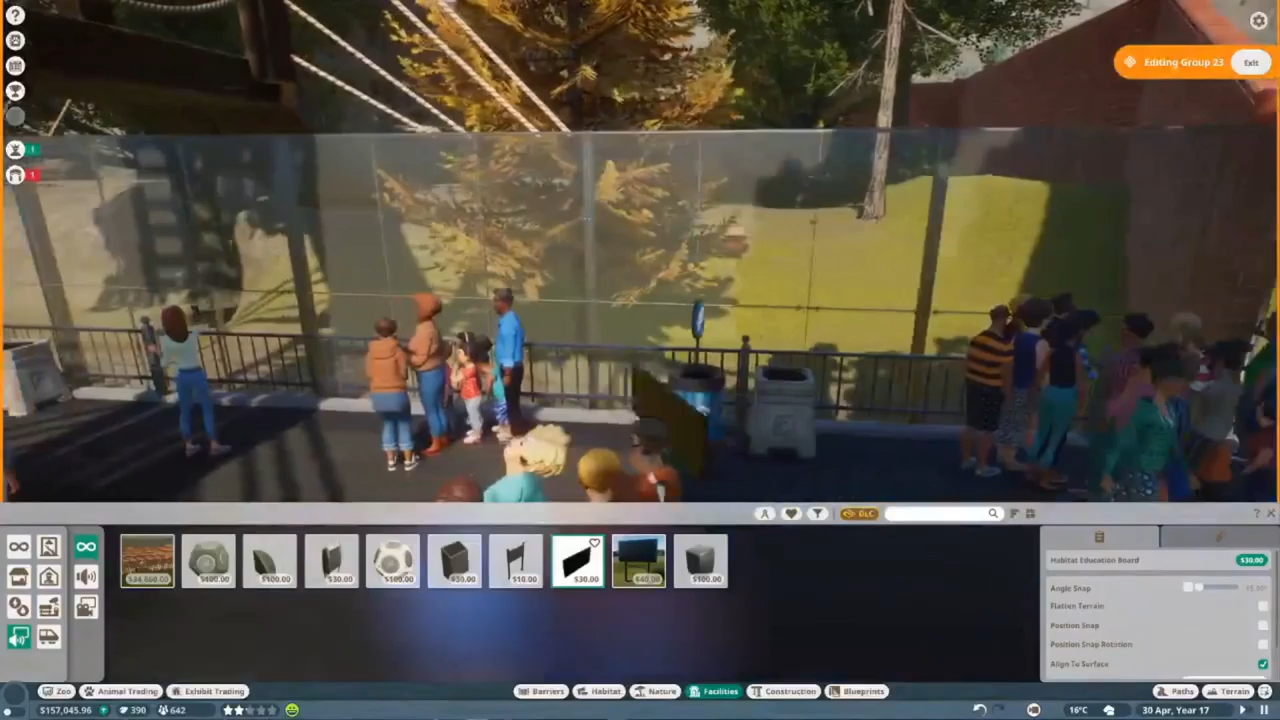 Editing Group 23
Exit
1
1
DLC
$34,660.00
$100.00
$100.00
$30.00
$100.00
$30.00
$10.00
$30.00
$40.00
$100.00
Habitat Education Board
$30.00
Angle Snap
Flatten Terrain
Position Snap
Position Snap Rotation
Align To Surface
Zoo
Animal Trading
Exhibit Trading
Barriers
Habitat
Nature
Facilities
Construction
Blueprints
Paths
Terrain
$157,045.96
390
642
16°C
30 Apr, Year 17